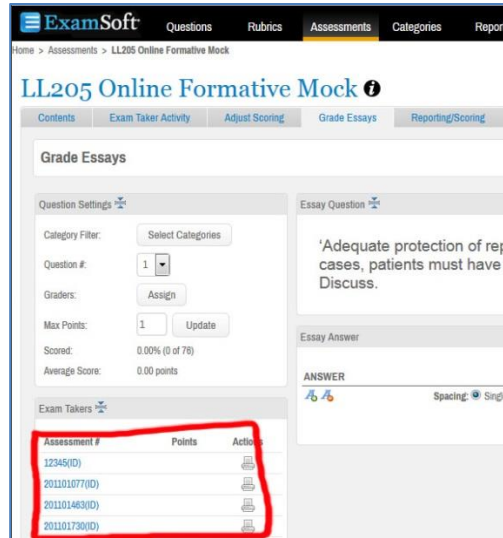 ExamSoft Questions Rubrics Assessments Categories Repor
Home > Assessments > LL205 Online Formative Mock
LL205 Online Formative Mock
Contents Exam Taker Activity Adjust Scoring Grade Essays Reporting/Scoring
Grade Essays
Question Settings
Category Filter: Select Categories
Question #: 1
Graders: Assign
Max Points: 1 Update
Scored: 0.00% (0 of 76)
Average Score: 0.00 points
Exam Takers
Assessment # Points Actions
12345(ID)
201101077(ID)
201101463(ID)
201101730(ID)
Essay Question
'Adequate protection of rep
cases, patients must have
Discuss.
Essay Answer
ANSWER
Spacing: Singl